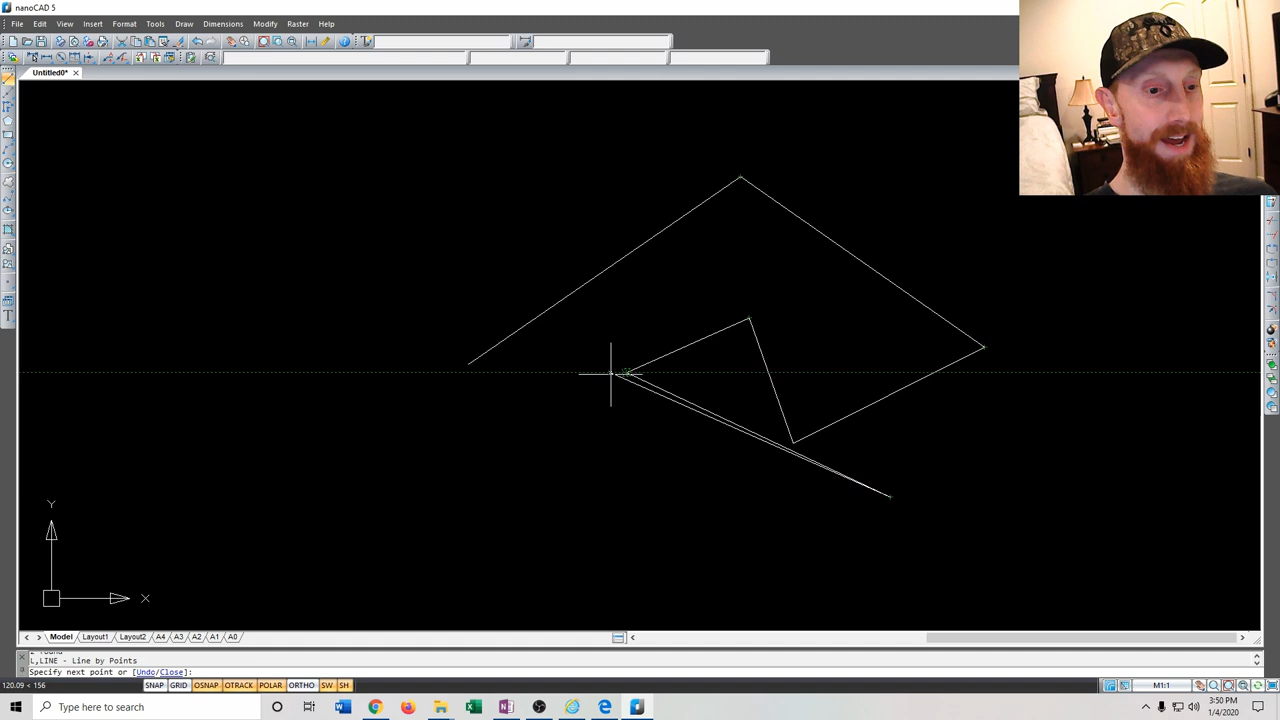 nanoCAD 5
File Edit View Insert Format Tools Draw Dimensions Modify Raster Help
Untitled0*
Y
X
Model Layout1 Layout2 A4 A3 A2 A1 A0
L,LINE - Line by Points
Specify next point or [Undo/Close]:
120.09 < 156 SNAP GRID OSNAP OTRACK POLAR ORTHO SW SH M1:1
Type here to search
3:50 PM
1/4/2020